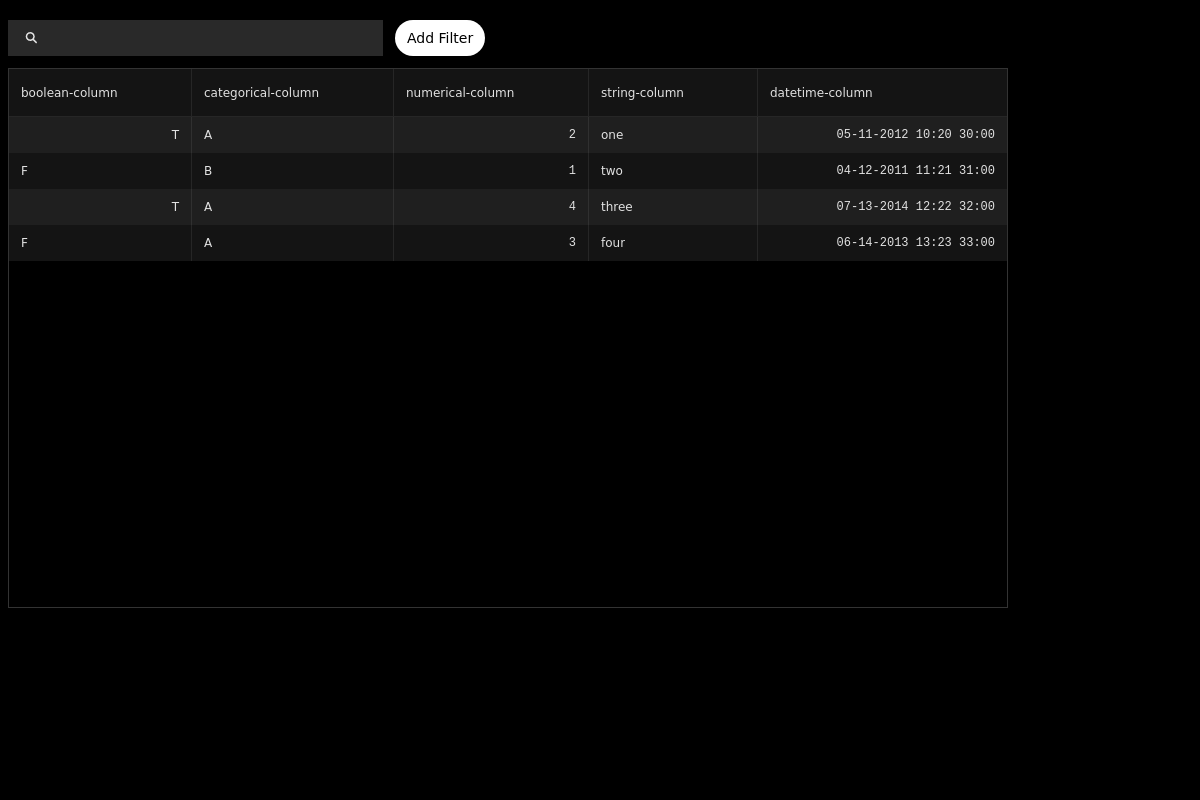 Add Filter
boolean-column categorical-column numerical-column string-column datetime-column
T A 2 one 05-11-2012 10:20 30:00
F B 1 two 04-12-2011 11:21 31:00
T A 4 three 07-13-2014 12:22 32:00
F A 3 four 06-14-2013 13:23 33:00